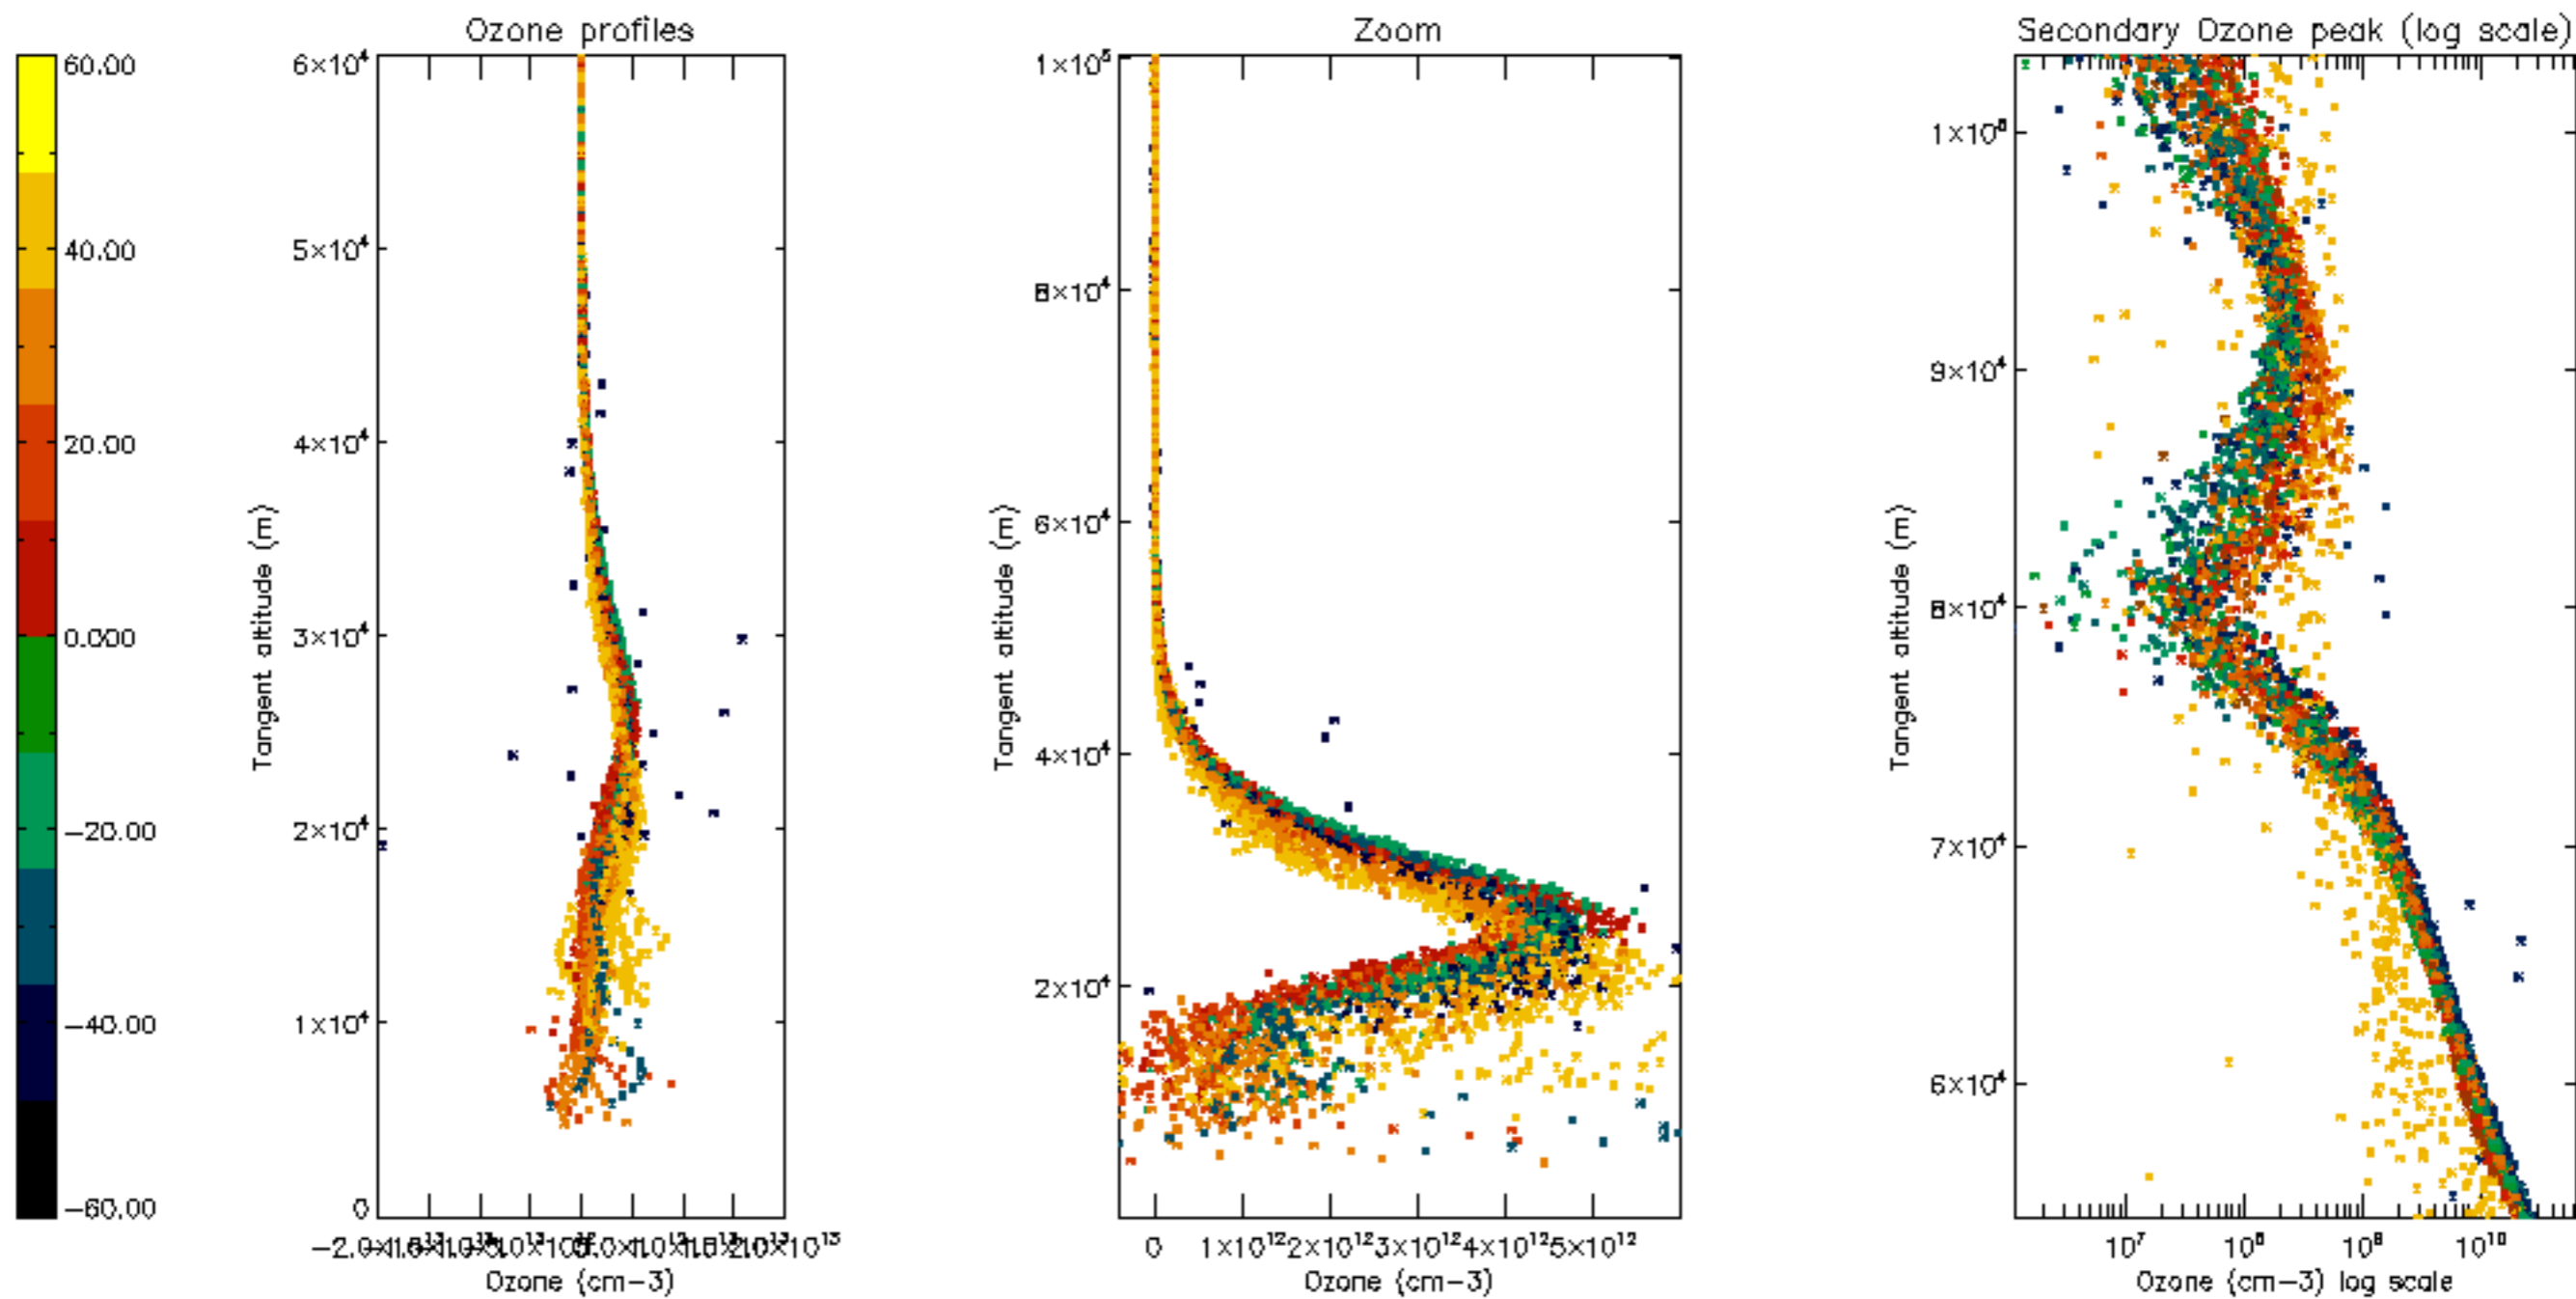 Ozone profiles
Zoom
Secondary Ozone peak (log scale)
60.00
40.00
20.00
0.000
-20.00
-40.00
-60.00
6×10⁴
5×10⁴
4×10⁴
3×10⁴
2×10⁴
1×10⁴
0
Tangent altitude (m)
Ozone (cm-3)
1×10⁵
8×10⁴
6×10⁴
4×10⁴
2×10⁴
Tangent altitude (m)
0 1×10¹² 2×10¹² 3×10¹² 4×10¹² 5×10¹²
Ozone (cm-3)
9×10⁴
8×10⁴
7×10⁴
6×10⁴
Tangent altitude (m)
10⁷ 10⁸ 10⁹ 10¹⁰
Ozone (cm-3) log scale